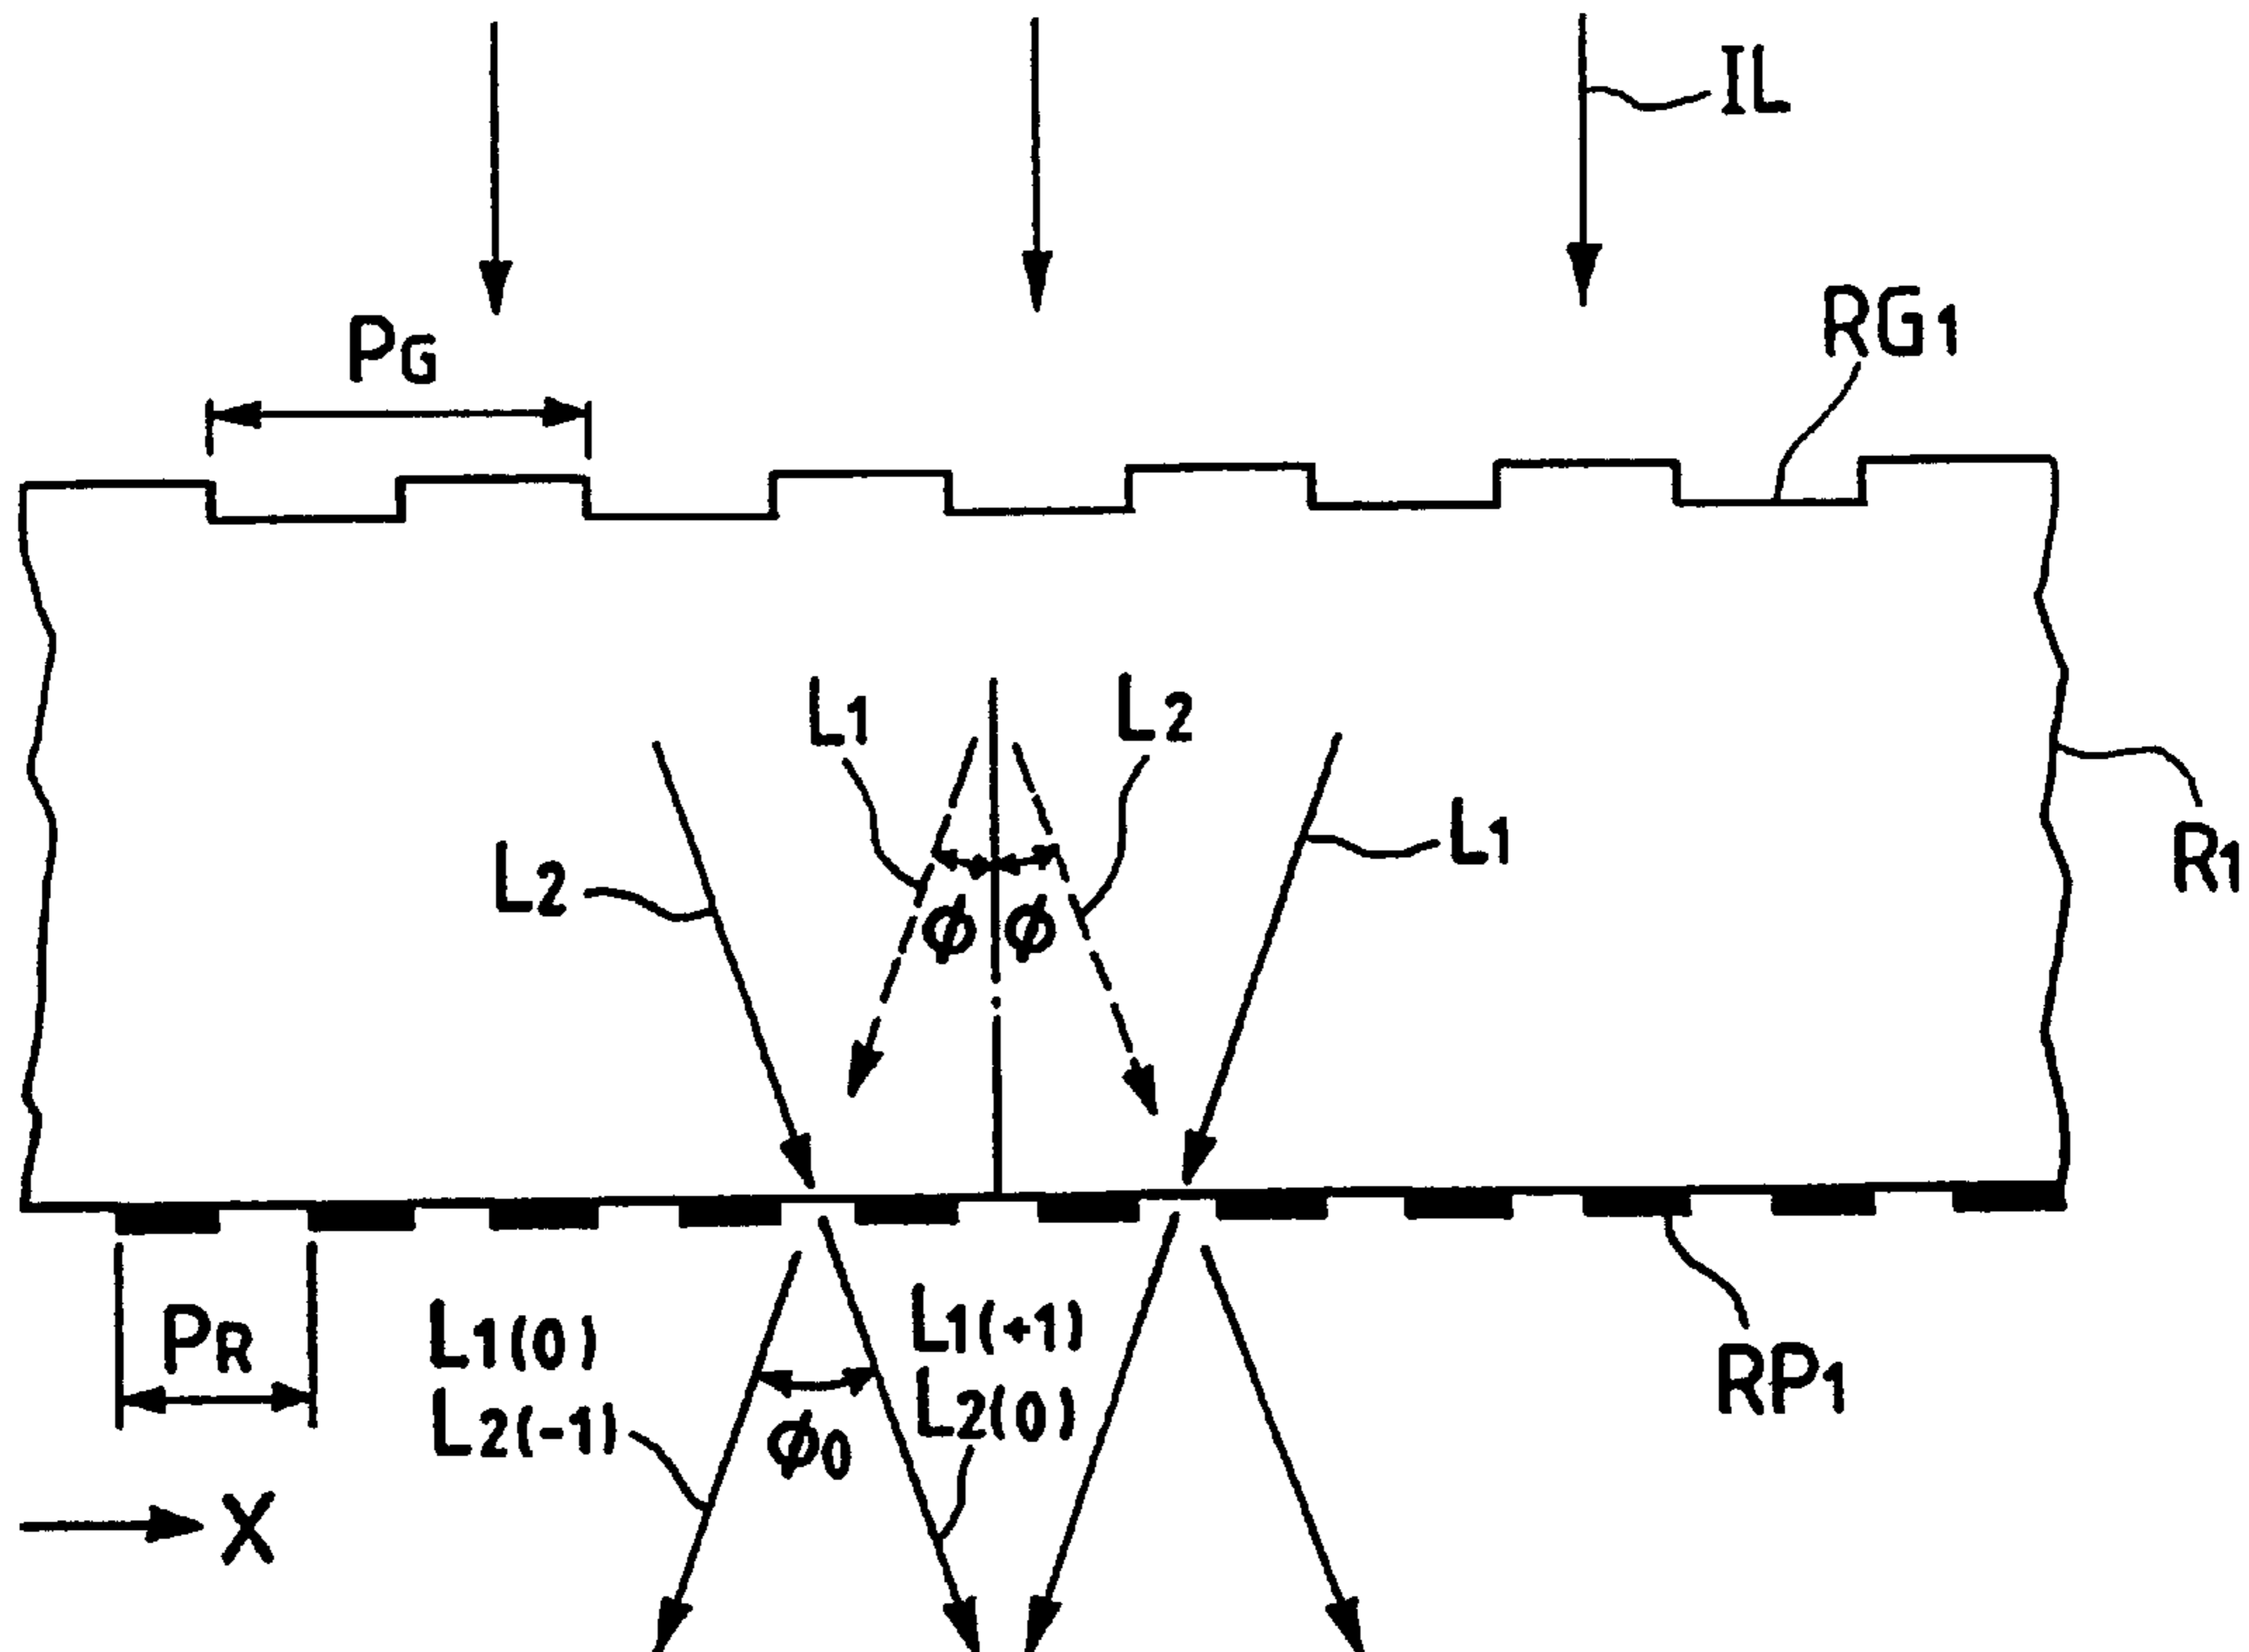 IL
PG
RG1
L1
L2
L2
L1
R1
ϕ ϕ
PR
L1(0)
L1(+1)
L2(-1)
ϕ0
L2(0)
RP1
X